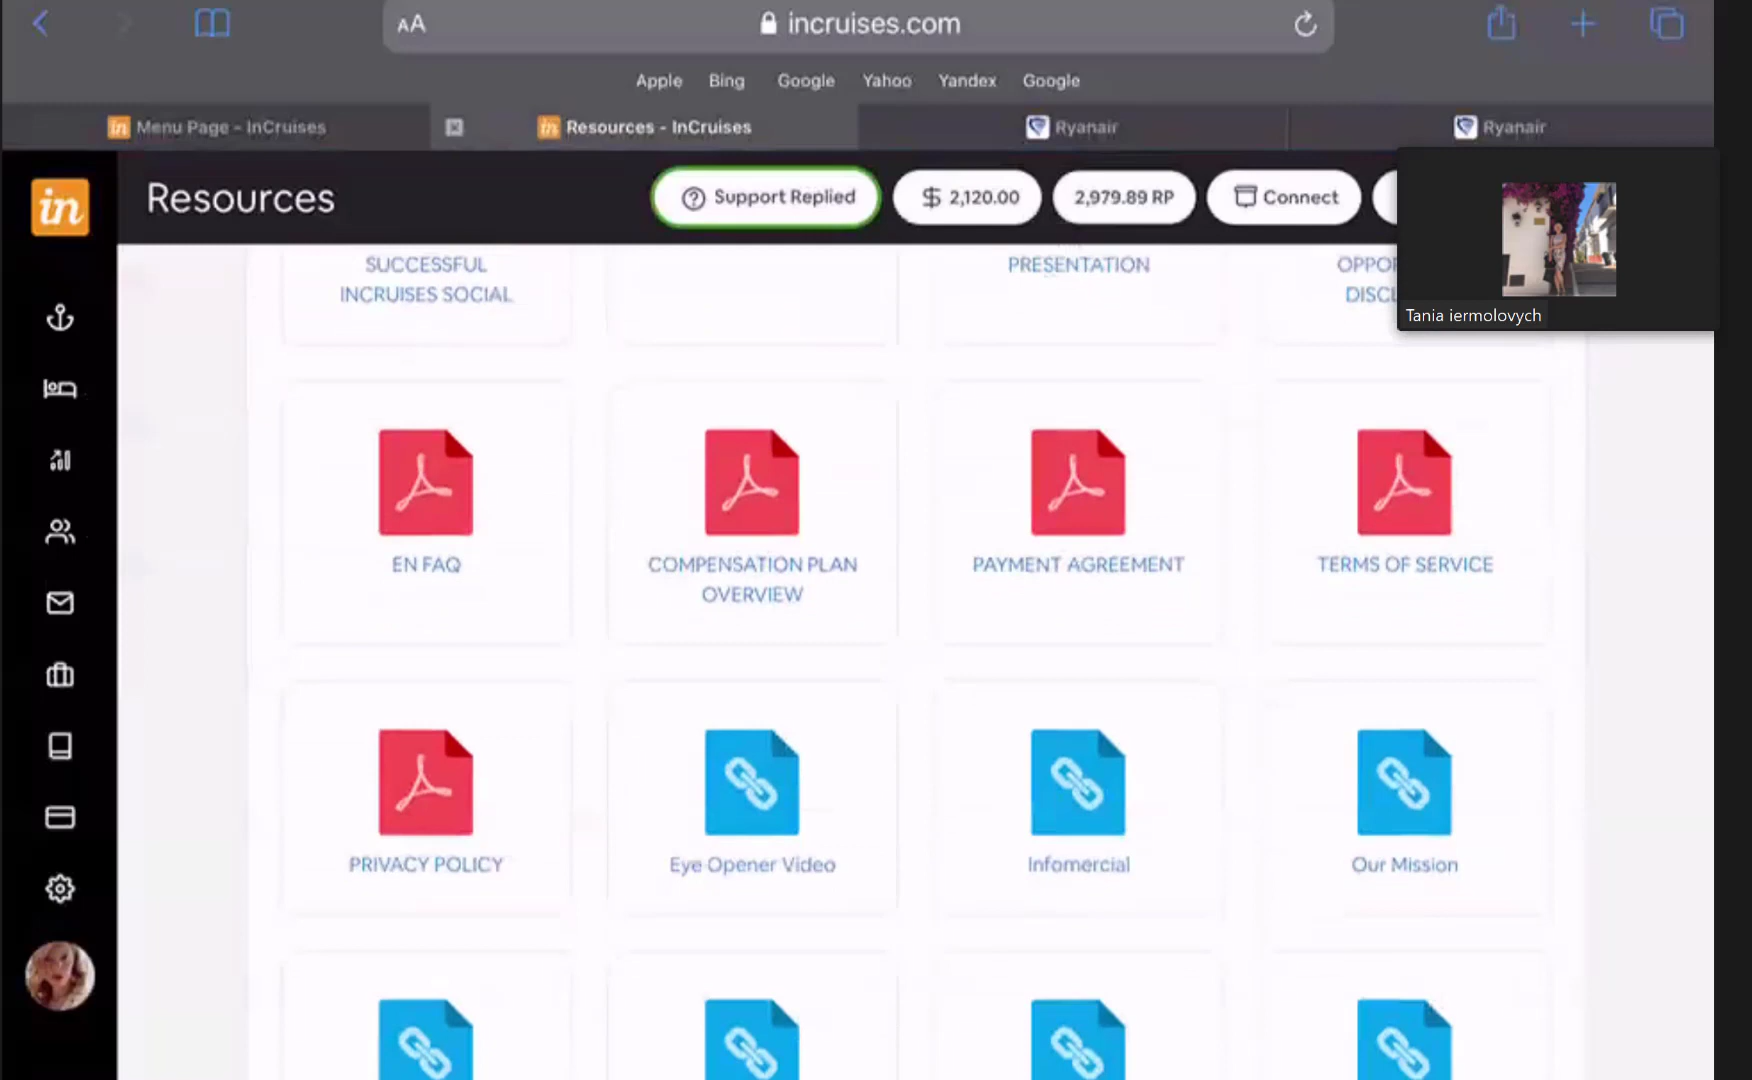 AA
incruises.com
Apple Bing Google Yahoo Yandex Google
in Menu Page - InCruises
in Resources - InCruises
Ryanair
Ryanair
in
Resources
Support Replied
$ 2,120.00
2,979.89 RP
Connect
Tania iermolovych
SUCCESSFUL
INCRUISES SOCIAL
PRESENTATION
EN FAQ
COMPENSATION PLAN
OVERVIEW
PAYMENT AGREEMENT
TERMS OF SERVICE
PRIVACY POLICY
Eye Opener Video
Infomercial
Our Mission